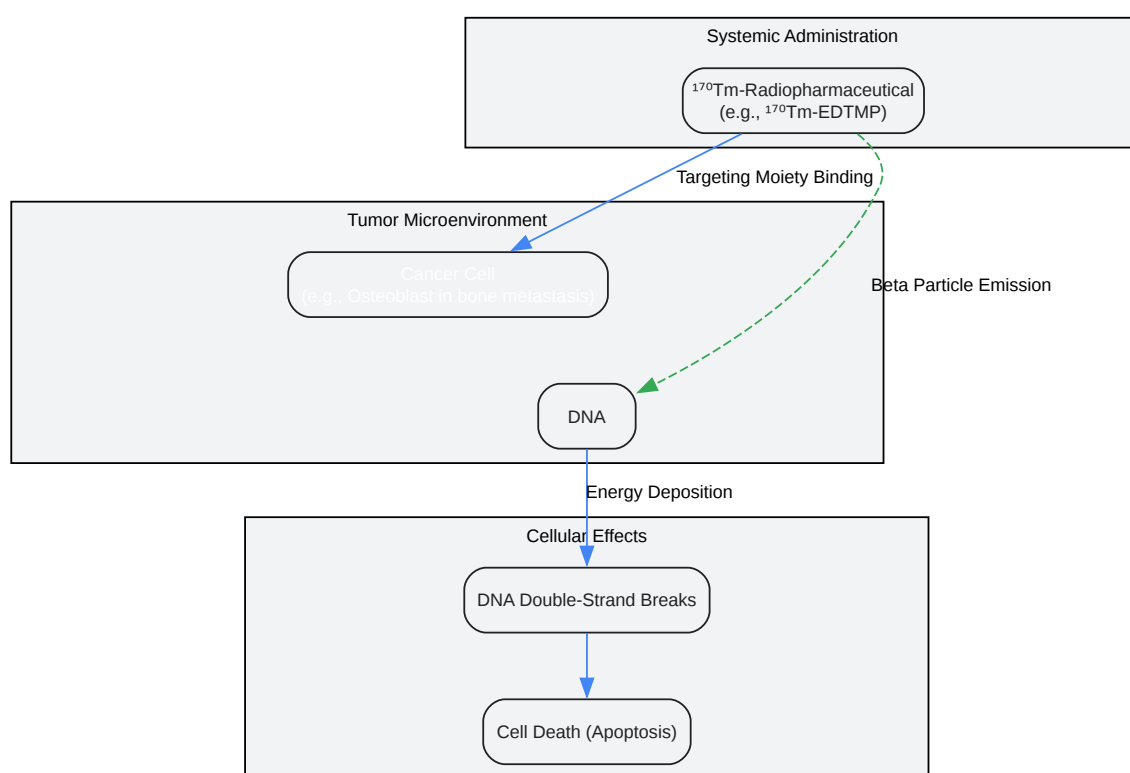 Systemic Administration
¹⁷⁰Tm-Radiopharmaceutical
(e.g., ¹⁷⁰Tm-EDTMP)
Targeting Moiety Binding
Tumor Microenvironment
Cancer Cell
(e.g., Osteoblast in bone metastasis)
Beta Particle Emission
DNA
Energy Deposition
Cellular Effects
DNA Double-Strand Breaks
Cell Death (Apoptosis)